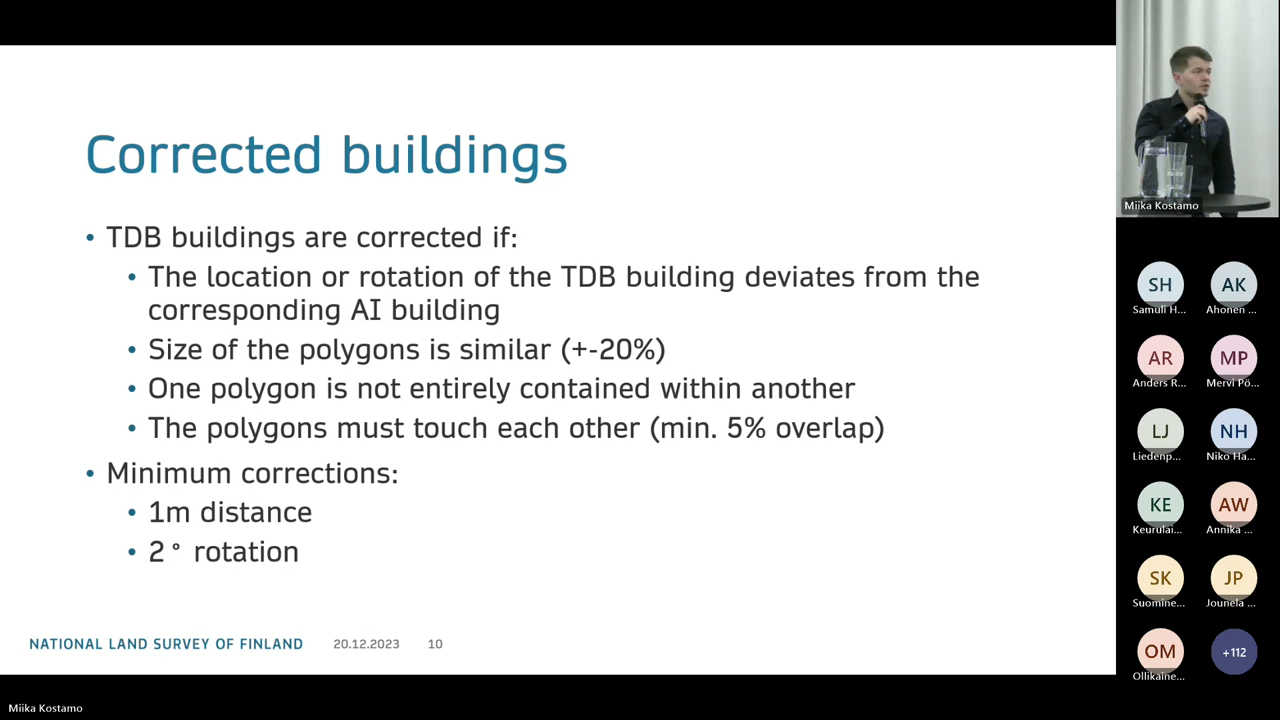 Corrected buildings
• TDB buildings are corrected if:
• The location or rotation of the TDB building deviates from the
corresponding AI building
• Size of the polygons is similar (+-20%)
• One polygon is not entirely contained within another
• The polygons must touch each other (min. 5% overlap)
• Minimum corrections:
• 1m distance
• 2° rotation
NATIONAL LAND SURVEY OF FINLAND 20.12.2023 10
Miika Kostamo
Miika Kostamo
SH AK
Samuli H... Ahonen ...
AR MP
Anders R... Mervi Pö...
LJ NH
Liedenp... Niko Ha...
KE AW
Keurulai... Annika ...
SK JP
Suomine... Jounela ...
OM +112
Ollikaine...